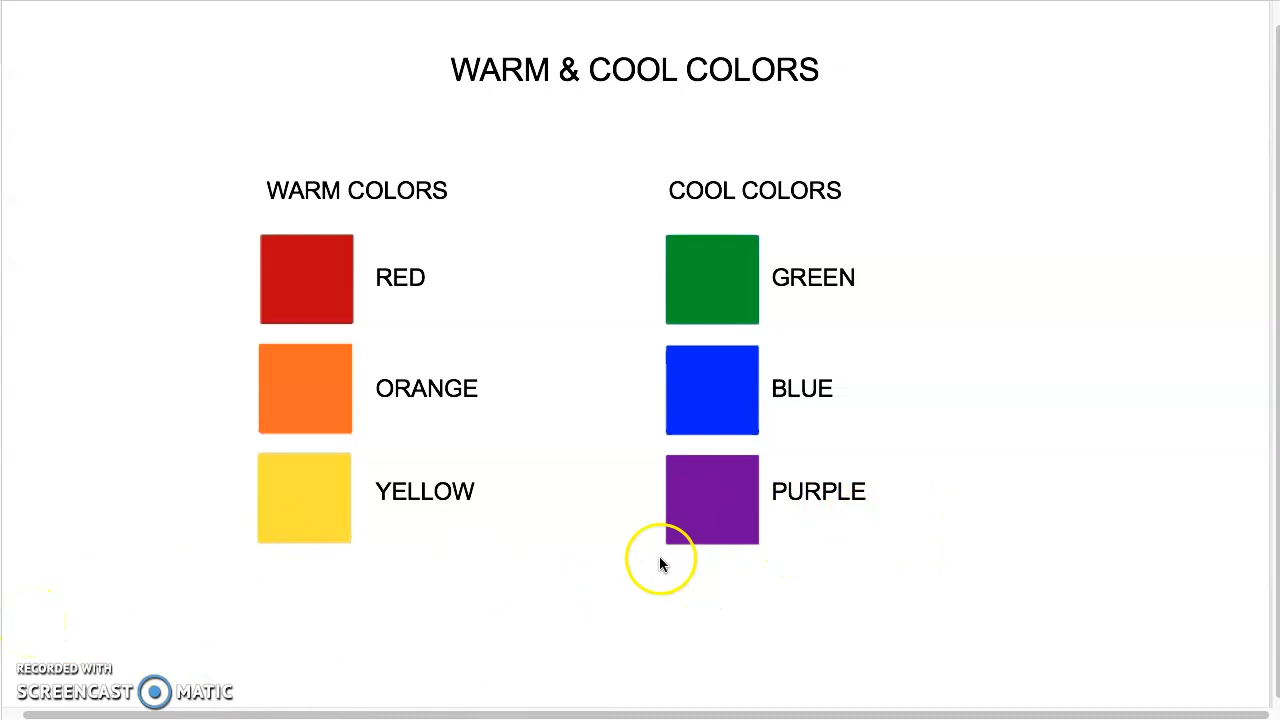 WARM & COOL COLORS
WARM COLORS
COOL COLORS
RED
GREEN
ORANGE
BLUE
YELLOW
PURPLE
RECORDED WITH
SCREENCAST MATIC